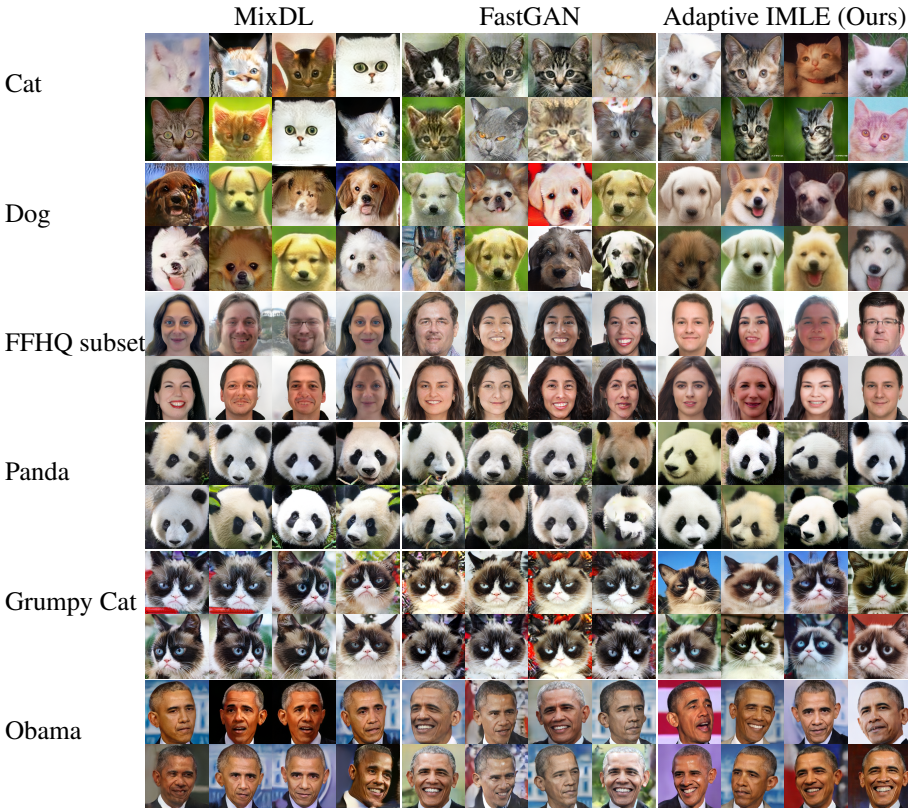 MixDL FastGAN Adaptive IMLE (Ours)
Cat
Dog
FFHQ subset
Panda
Grumpy Cat
Obama